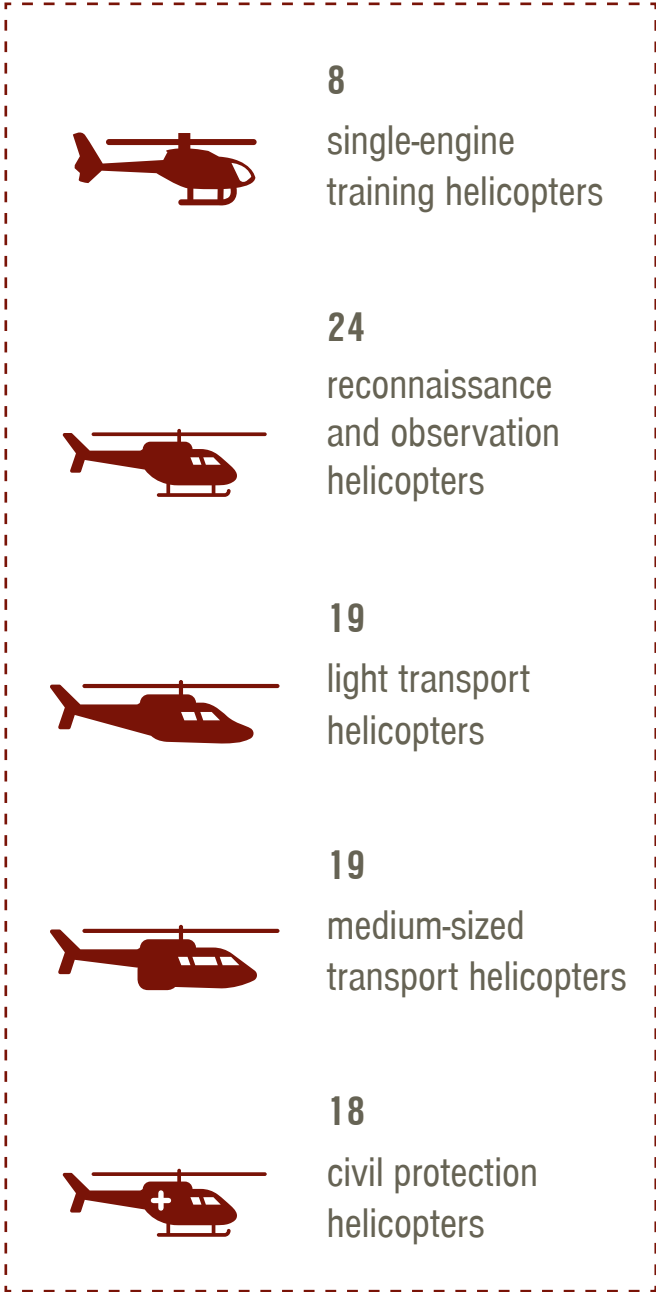 8
single-engine
training helicopters
24
reconnaissance
and observation
helicopters
19
light transport
helicopters
19
medium-sized
transport helicopters
18
civil protection
helicopters